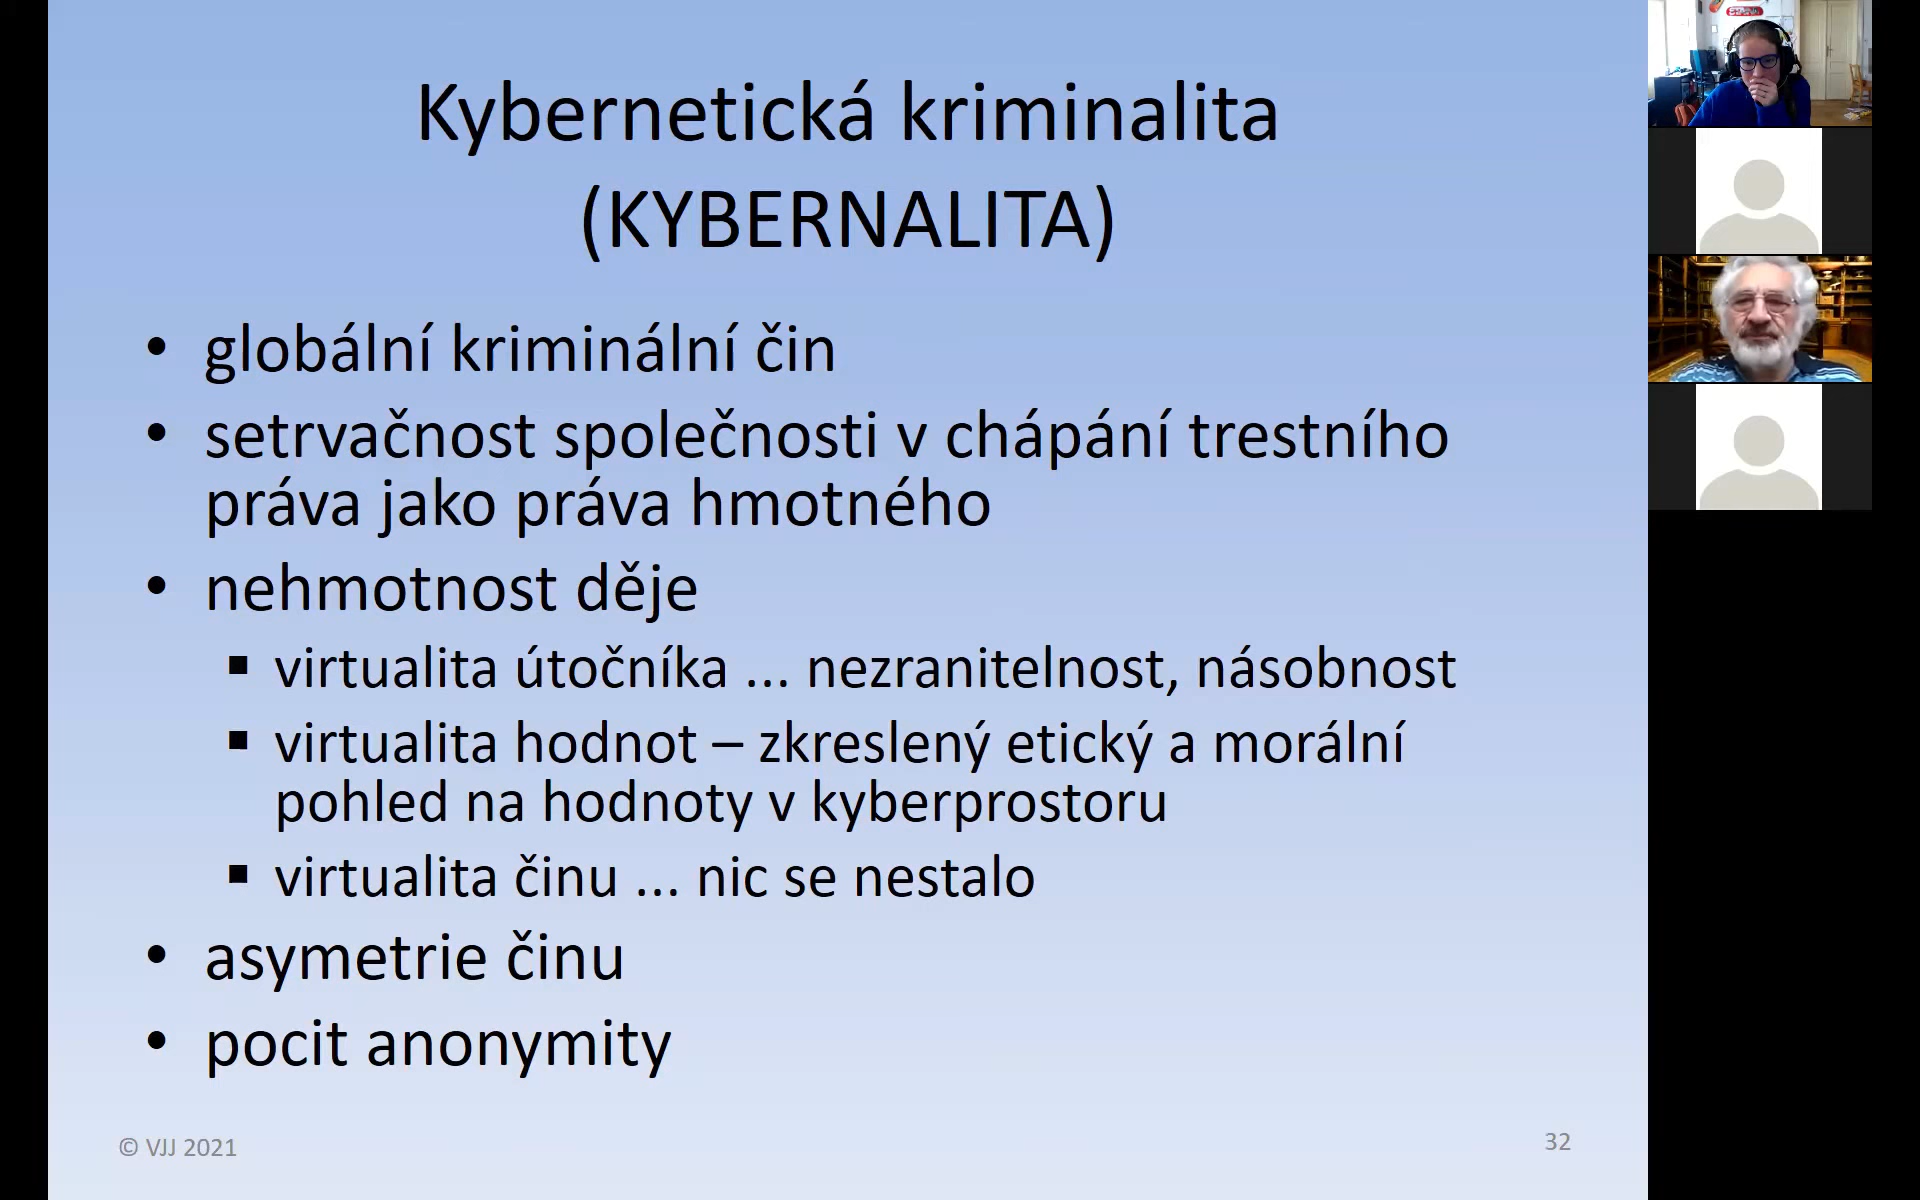 Kybernetická kriminalita
(KYBERNALITA)
• globální kriminální čin
• setrvačnost společnosti v chápání trestního
práva jako práva hmotného
• nehmotnost děje
▪ virtualita útočníka ... nezranitelnost, násobnost
▪ virtualita hodnot – zkreslený etický a morální
pohled na hodnoty v kyberprostoru
▪ virtualita činu ... nic se nestalo
• asymetrie činu
• pocit anonymity
© VJJ 2021
32